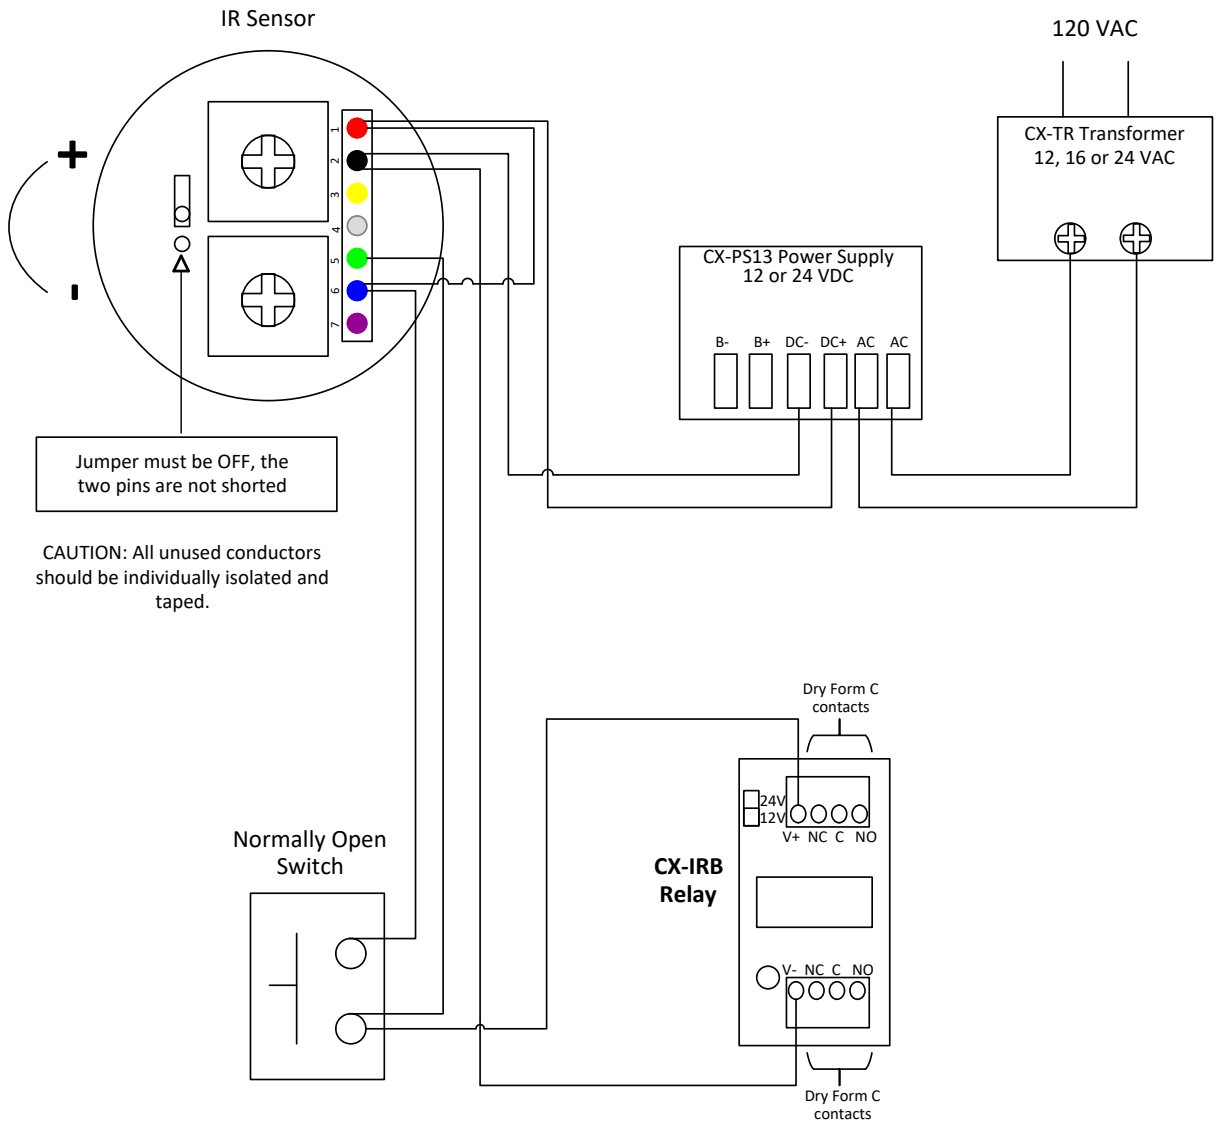 IR Sensor
120 VAC
CX-TR Transformer
12, 16 or 24 VAC
+
-
1
2
3
4
5
6
7
CX-PS13 Power Supply
12 or 24 VDC
B- B+ DC- DC+ AC AC
Jumper must be OFF, the
two pins are not shorted
CAUTION: All unused conductors
should be individually isolated and
taped.
Dry Form C
contacts
24V
12V
V+ NC C NO
Normally Open
Switch
CX-IRB
Relay
V- NC C NO
Dry Form C
contacts